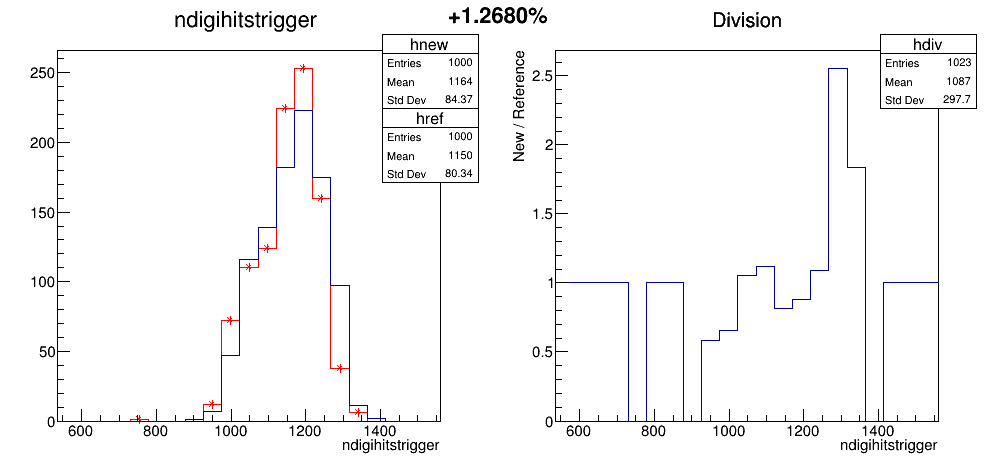 +1.2680%
ndigihitstrigger
hnew
Entries 1000
Mean 1164
Std Dev 84.37
href
Entries 1000
Mean 1150
Std Dev 80.34
250
200
150
100
50
0
600 800 1000 1200 1400
ndigihitstrigger
Division
hdiv
Entries 1023
Mean 1087
Std Dev 297.7
New / Reference
2.5
2
1.5
1
0.5
0
600 800 1000 1200 1400
ndigihitstrigger